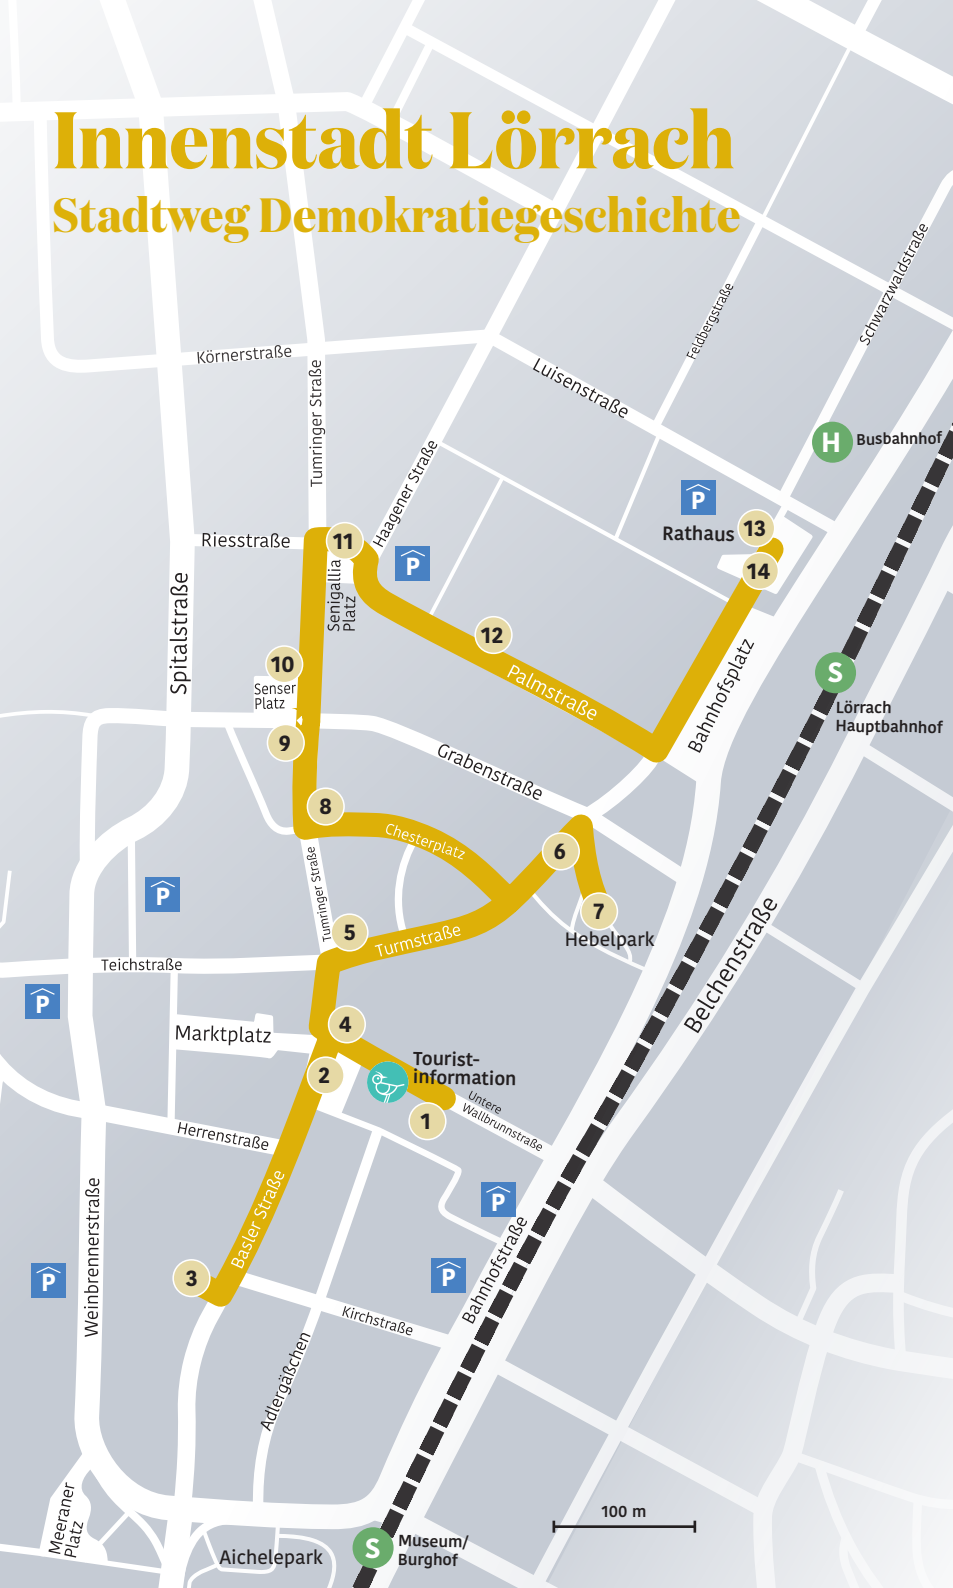 Innenstadt Lörrach
Stadtweg Demokratiegeschichte
Schwarzwaldstraße
Feldbergstraße
Körnerstraße
Tumringer Straße
Luisenstraße
H
Busbahnhof
Haagener Straße
P
Rathaus
13
Riesstraße
11
P
14
Senigallia
Platz
Spitalstraße
12
10
Senser
Platz
Palmstraße
Bahnhofsplatz
S
Lörrach
Hauptbahnhof
9
Grabenstraße
8
Chesterplatz
6
Tumringer Straße
P
7
Hebelpark
5
Turmstraße
Belchenstraße
Teichstraße
P
4
Marktplatz
Tourist-
information
2
1
Untere
Wallbrunnstraße
Herrenstraße
Basler Straße
P
Weinbrennerstraße
3
P
P
Bahnhofstraße
Kirchstraße
Adlergäßchen
Meeraner
Platz
100 m
Aichelepark
S
Museum/
Burghof